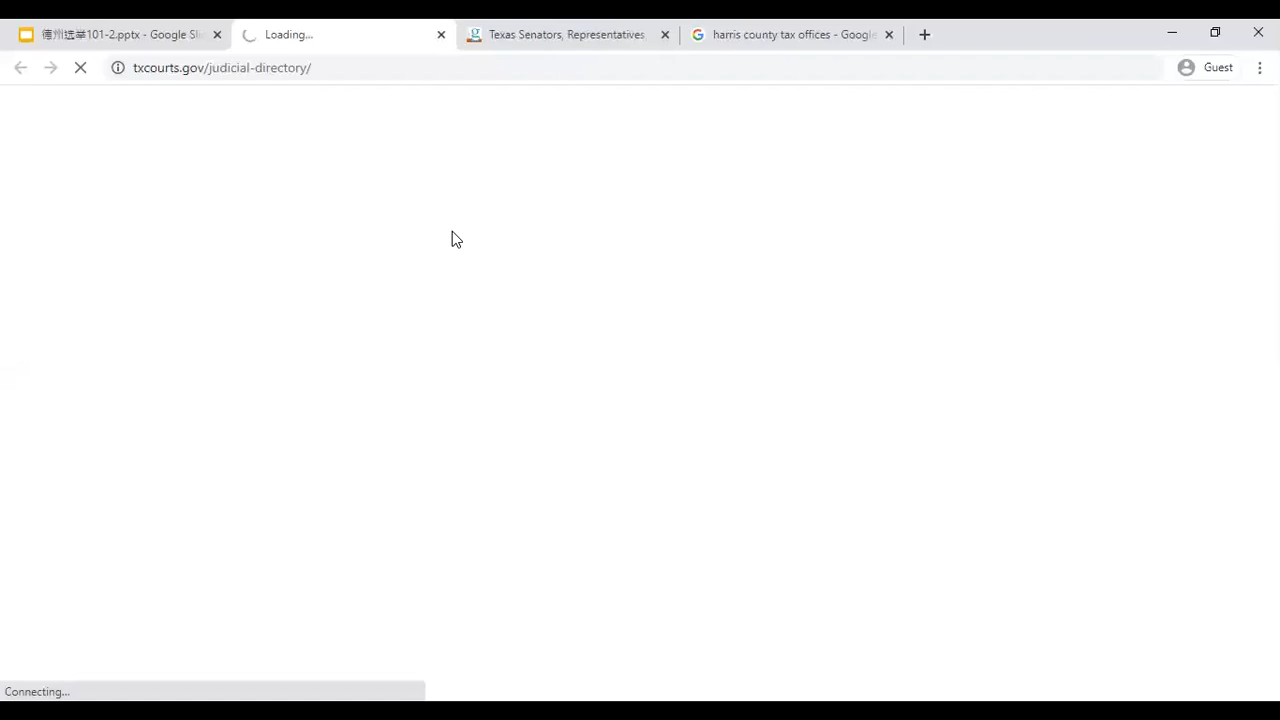 德州选举101-2.pptx - Google Sli
Loading...
Texas Senators, Representatives,
harris county tax offices - Google
txcourts.gov/judicial-directory/
Guest
Connecting...